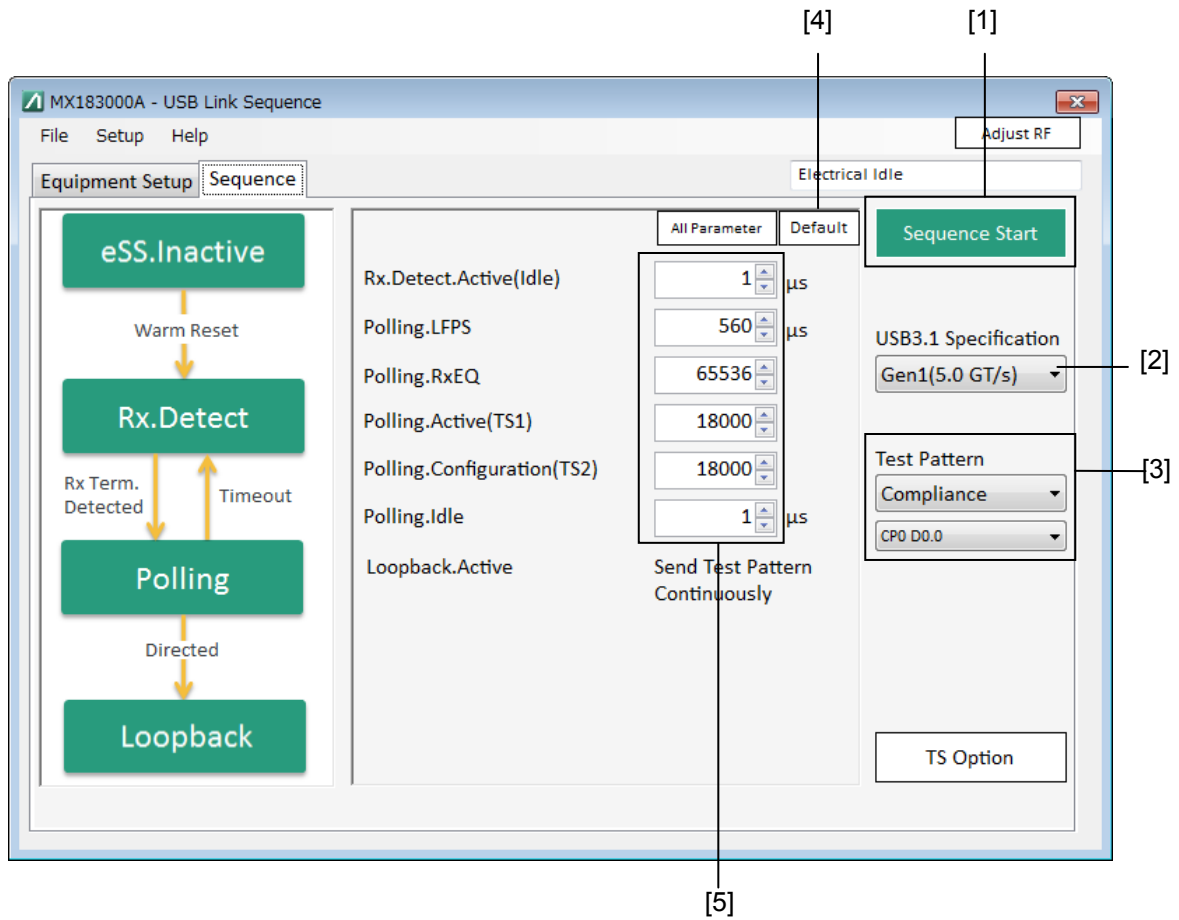 [4] [1]
MX183000A - USB Link Sequence
File Setup Help Adjust RF
Equipment Setup Sequence Electrical Idle
eSS.Inactive
Warm Reset
Rx.Detect
Rx Term.
Detected
Timeout
Polling
Directed
Loopback
All Parameter Default
Rx.Detect.Active(Idle) 1 µs
Polling.LFPS 560 µs
Polling.RxEQ 65536
Polling.Active(TS1) 18000
Polling.Configuration(TS2) 18000
Polling.Idle 1 µs
Loopback.Active Send Test Pattern
Continuously
Sequence Start
USB3.1 Specification
Gen1(5.0 GT/s)
[2]
Test Pattern
Compliance
CP0 D0.0
[3]
TS Option
[5]